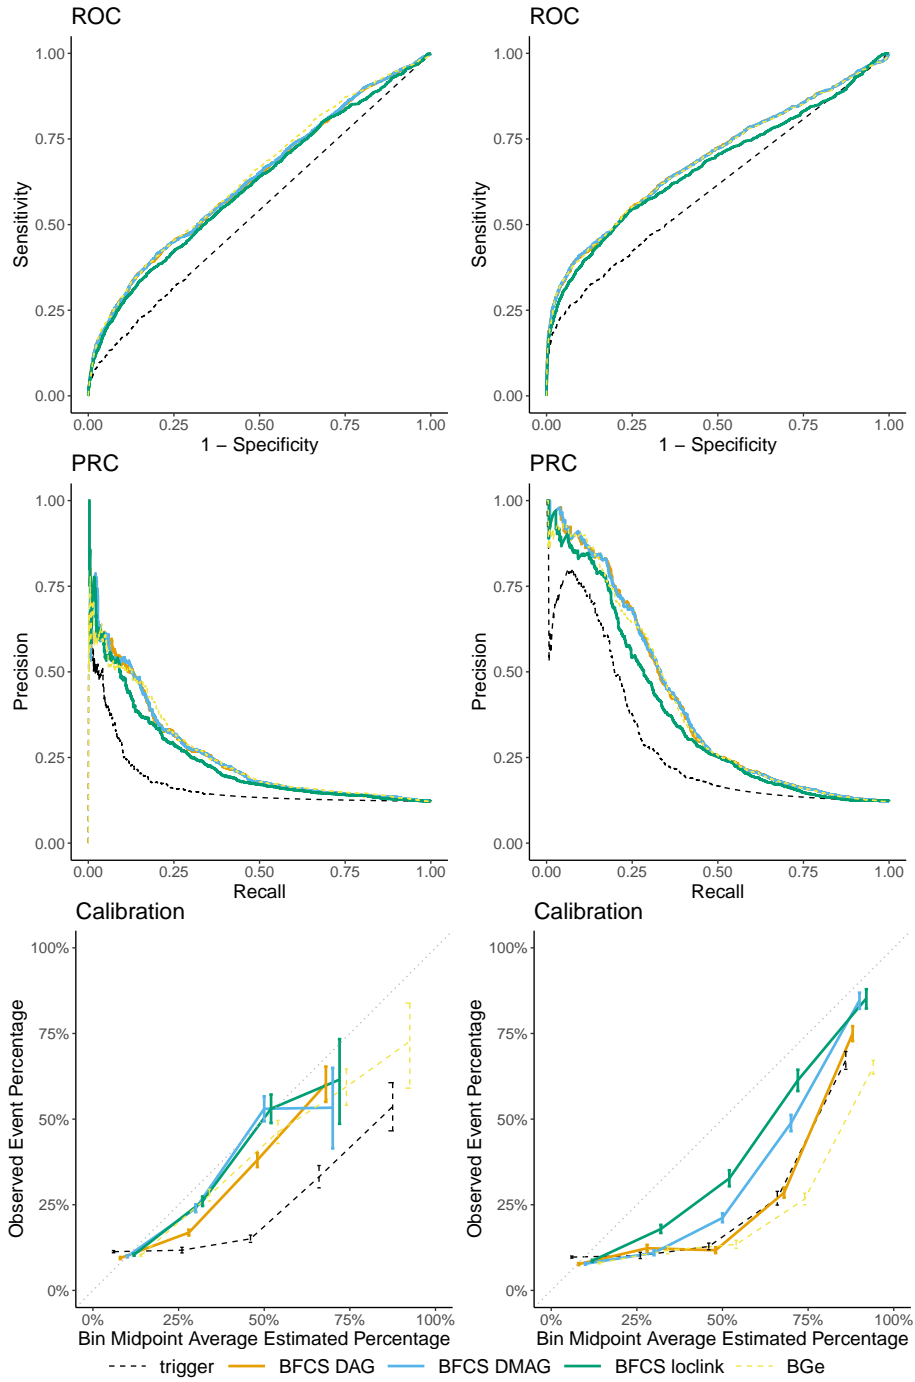 ROC
ROC
1.00
0.75
0.50
0.25
0.00
Sensitivity
0.00 0.25 0.50 0.75 1.00
1 − Specificity
1.00
0.75
0.50
0.25
0.00
Sensitivity
0.00 0.25 0.50 0.75 1.00
1 − Specificity
PRC
PRC
1.00
0.75
0.50
0.25
0.00
Precision
0.00 0.25 0.50 0.75 1.00
Recall
1.00
0.75
0.50
0.25
0.00
Precision
0.00 0.25 0.50 0.75 1.00
Recall
Calibration
Calibration
100%
75%
50%
25%
0%
Observed Event Percentage
0% 25% 50% 75% 100%
Bin Midpoint Average Estimated Percentage
100%
75%
50%
25%
0%
Observed Event Percentage
0% 25% 50% 75% 100%
Bin Midpoint Average Estimated Percentage
trigger BFCS DAG BFCS DMAG BFCS loclink BGe